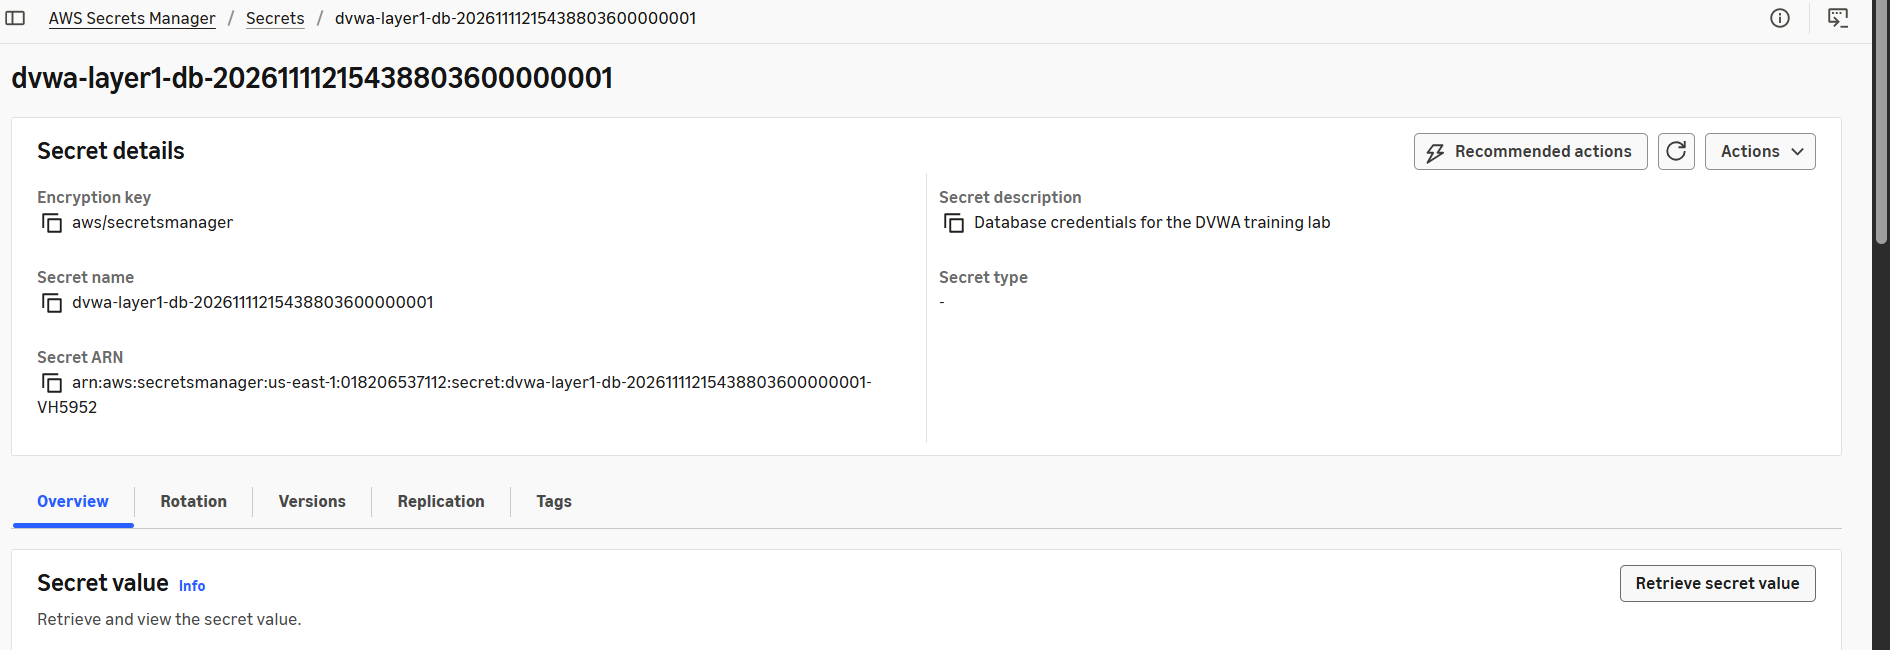 AWS Secrets Manager / Secrets / dvwa-layer1-db-20261111215438803600000001
dvwa-layer1-db-20261111215438803600000001
Secret details
Recommended actions
Actions
Encryption key
aws/secretsmanager
Secret description
Database credentials for the DVWA training lab
Secret name
dvwa-layer1-db-20261111215438803600000001
Secret type
-
Secret ARN
arn:aws:secretsmanager:us-east-1:018206537112:secret:dvwa-layer1-db-20261111215438803600000001-
VH5952
Overview
Rotation
Versions
Replication
Tags
Secret value Info
Retrieve secret value
Retrieve and view the secret value.